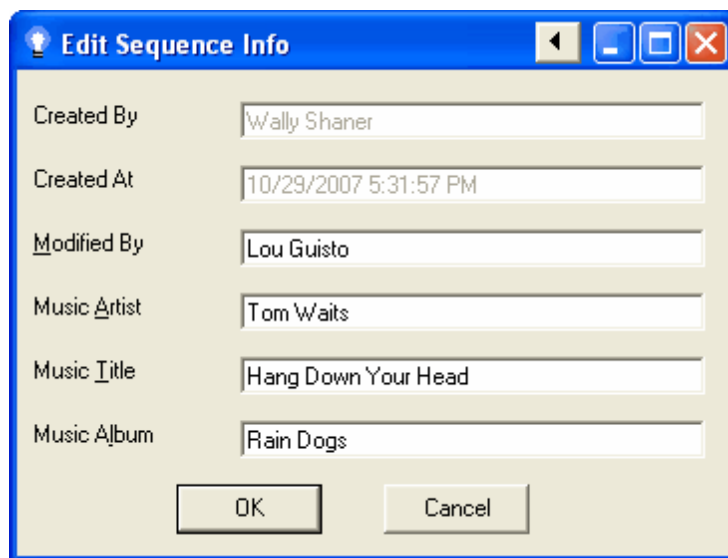 Edit Sequence Info
Created By Wally Shaner
Created At 10/29/2007 5:31:57 PM
Modified By Lou Guisto
Music Artist Tom Waits
Music Title Hang Down Your Head
Music Album Rain Dogs
OK Cancel